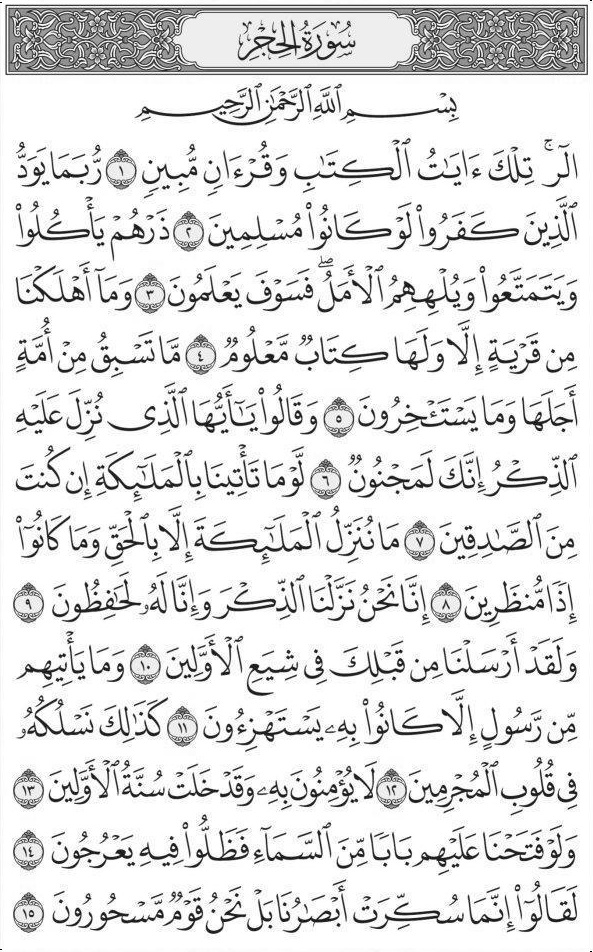 سُورَةُ الحِجْرِ
بِسْمِ ٱللَّهِ ٱلرَّحْمَٰنِ ٱلرَّحِيمِ
الٓر ۚ تِلْكَ ءَايَٰتُ ٱلْكِتَٰبِ وَقُرْءَانٍ مُّبِينٍ ١ رُّبَمَا يَوَدُّ
ٱلَّذِينَ كَفَرُوا۟ لَوْ كَانُوا۟ مُسْلِمِينَ ٢ ذَرْهُمْ يَأْكُلُوا۟
وَيَتَمَتَّعُوا۟ وَيُلْهِهِمُ ٱلْأَمَلُ ۖ فَسَوْفَ يَعْلَمُونَ ٣ وَمَآ أَهْلَكْنَا
مِن قَرْيَةٍ إِلَّا وَلَهَا كِتَابٌ مَّعْلُومٌ ٤ مَّا تَسْبِقُ مِنْ أُمَّةٍ
أَجَلَهَا وَمَا يَسْتَـْٔخِرُونَ ٥ وَقَالُوا۟ يَٰٓأَيُّهَا ٱلَّذِى نُزِّلَ عَلَيْهِ
ٱلذِّكْرُ إِنَّكَ لَمَجْنُونٌ ٦ لَّوْ مَا تَأْتِينَا بِٱلْمَلَٰٓئِكَةِ إِن كُنتَ
مِنَ ٱلصَّٰدِقِينَ ٧ مَا نُنَزِّلُ ٱلْمَلَٰٓئِكَةَ إِلَّا بِٱلْحَقِّ وَمَا كَانُوٓا۟
إِذًا مُّنظَرِينَ ٨ إِنَّا نَحْنُ نَزَّلْنَا ٱلذِّكْرَ وَإِنَّا لَهُۥ لَحَٰفِظُونَ ٩
وَلَقَدْ أَرْسَلْنَا مِن قَبْلِكَ فِى شِيَعِ ٱلْأَوَّلِينَ ١٠ وَمَا يَأْتِيهِم
مِّن رَّسُولٍ إِلَّا كَانُوا۟ بِهِۦ يَسْتَهْزِءُونَ ١١ كَذَٰلِكَ نَسْلُكُهُۥ
فِى قُلُوبِ ٱلْمُجْرِمِينَ ١٢ لَا يُؤْمِنُونَ بِهِۦ وَقَدْ خَلَتْ سُنَّةُ ٱلْأَوَّلِينَ ١٣
وَلَوْ فَتَحْنَا عَلَيْهِم بَابًا مِّنَ ٱلسَّمَآءِ فَظَلُّوا۟ فِيهِ يَعْرُجُونَ ١٤
لَقَالُوٓا۟ إِنَّمَا سُكِّرَتْ أَبْصَٰرُنَا بَلْ نَحْنُ قَوْمٌ مَّسْحُورُونَ ١٥